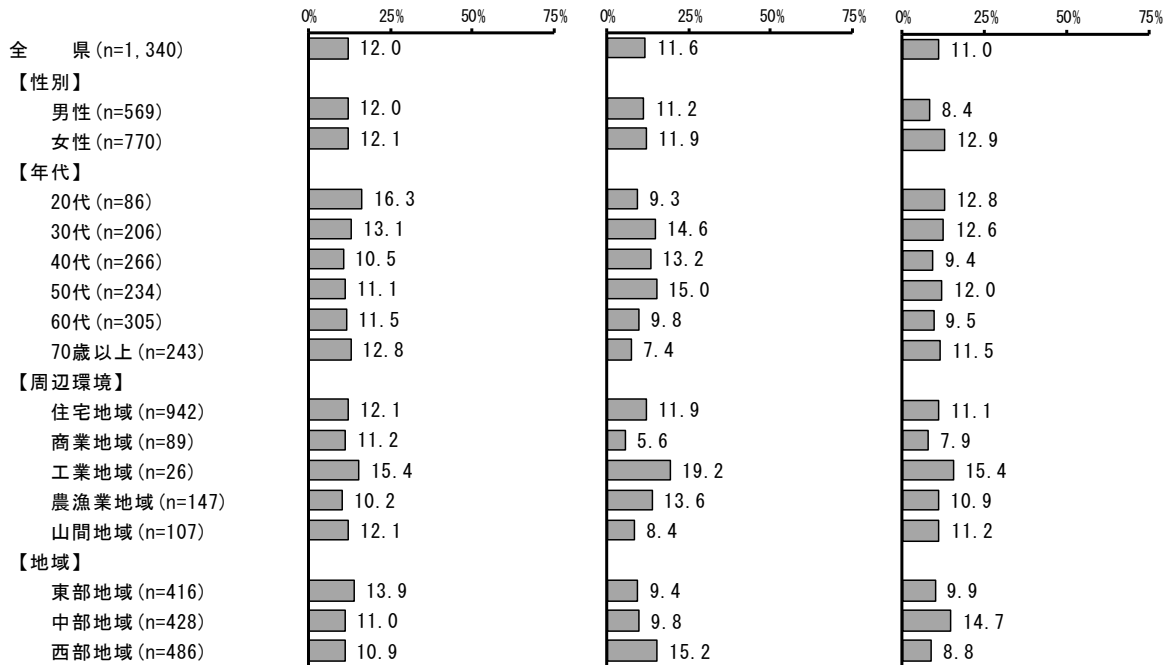 0% 25% 50% 75% 0% 25% 50% 75% 0% 25% 50% 75%
全 県(n=1,340) 12.0 11.6 11.0
【性別】
男性(n=569) 12.0 11.2 8.4
女性(n=770) 12.1 11.9 12.9
【年代】
20代(n=86) 16.3 9.3 12.8
30代(n=206) 13.1 14.6 12.6
40代(n=266) 10.5 13.2 9.4
50代(n=234) 11.1 15.0 12.0
60代(n=305) 11.5 9.8 9.5
70歳以上(n=243) 12.8 7.4 11.5
【周辺環境】
住宅地域(n=942) 12.1 11.9 11.1
商業地域(n=89) 11.2 5.6 7.9
工業地域(n=26) 15.4 19.2 15.4
農漁業地域(n=147) 10.2 13.6 10.9
山間地域(n=107) 12.1 8.4 11.2
【地域】
東部地域(n=416) 13.9 9.4 9.9
中部地域(n=428) 11.0 9.8 14.7
西部地域(n=486) 10.9 15.2 8.8